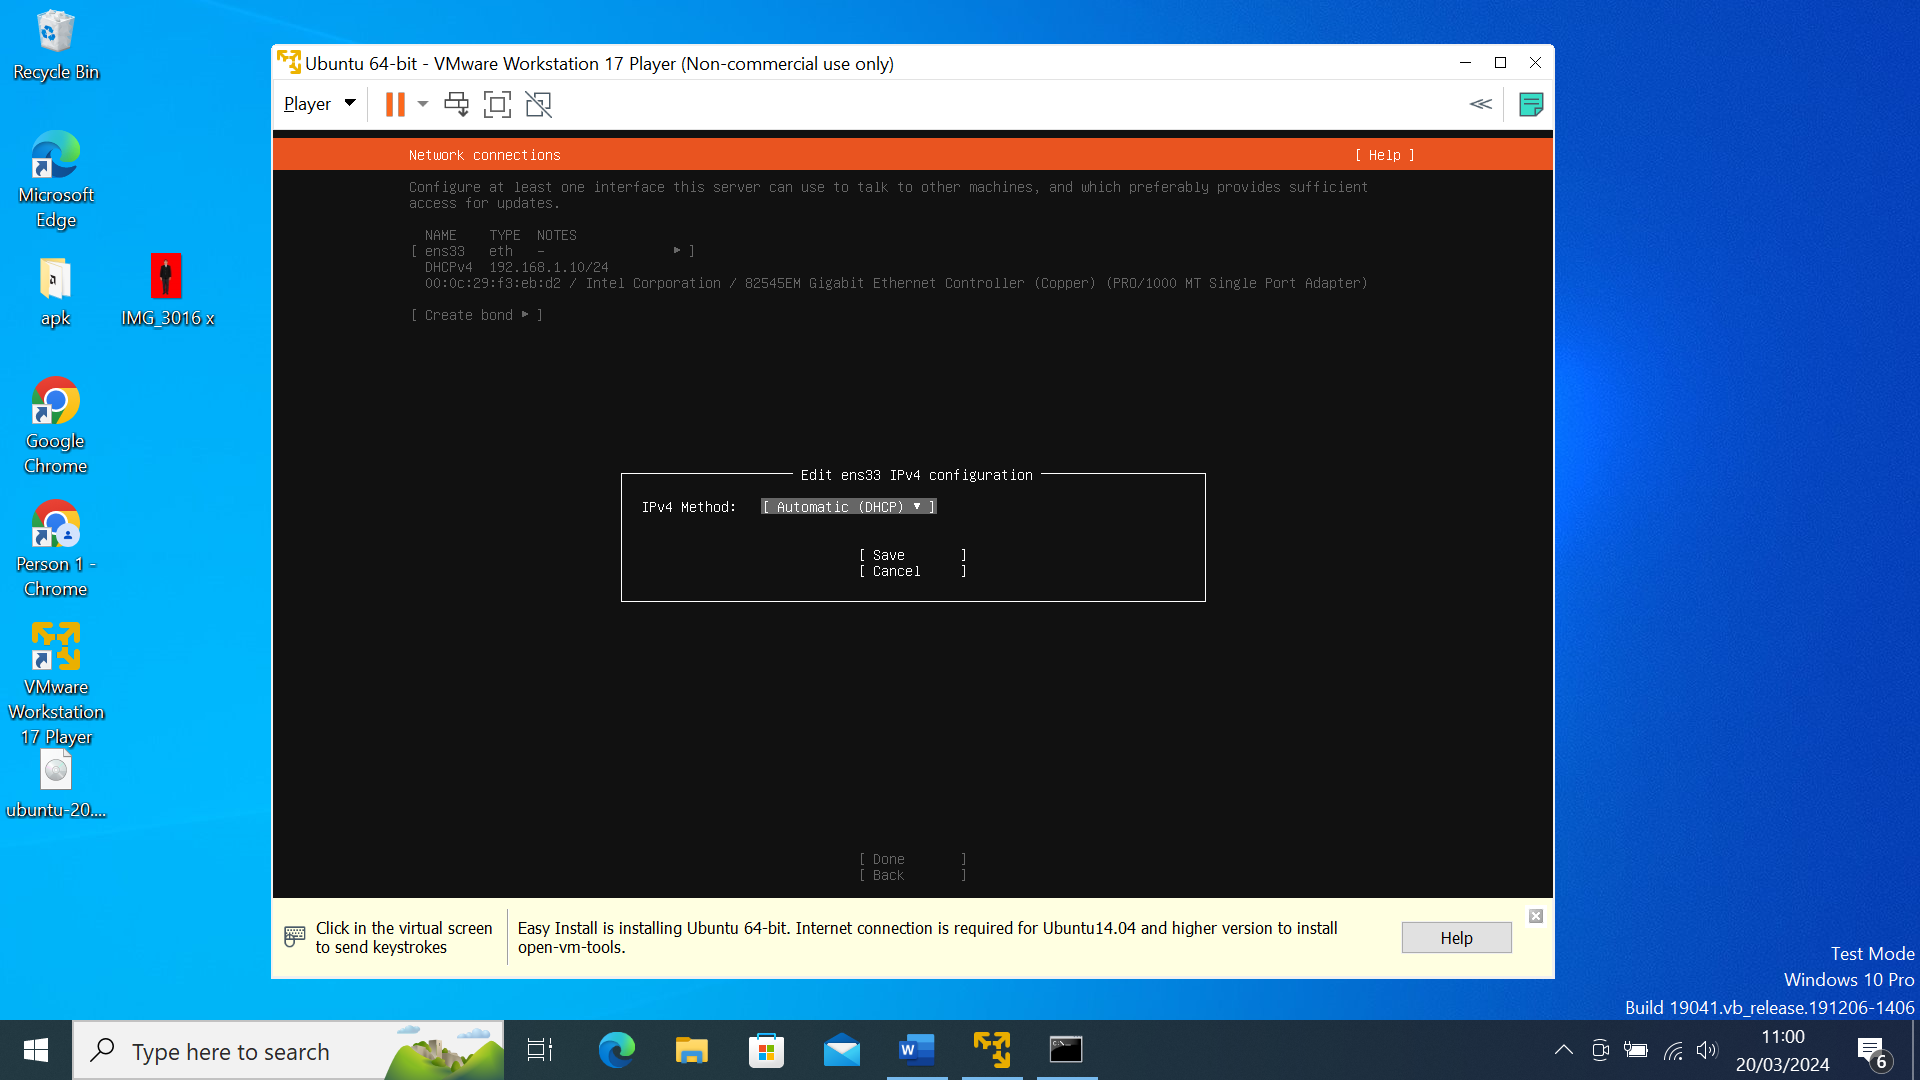 Recycle Bin
Microsoft
Edge
apk
IMG_3016 x
Google
Chrome
Person 1 -
Chrome
VMware
Workstation
17 Player
ubuntu-20....
Ubuntu 64-bit - VMware Workstation 17 Player (Non-commercial use only)
Player
Network connections [ Help ]
Configure at least one interface this server can use to talk to other machines, and which preferably provides sufficient
access for updates.
NAME TYPE NOTES
[ ens33 eth - ▸ ]
DHCPv4 192.168.1.10/24
00:0c:29:f3:eb:d2 / Intel Corporation / 82545EM Gigabit Ethernet Controller (Copper) (PRO/1000 MT Single Port Adapter)
[ Create bond ▸ ]
Edit ens33 IPv4 configuration
IPv4 Method: [ Automatic (DHCP) ▾ ]
[ Save ]
[ Cancel ]
[ Done ]
[ Back ]
Click in the virtual screen
to send keystrokes
Easy Install is installing Ubuntu 64-bit. Internet connection is required for Ubuntu14.04 and higher version to install
open-vm-tools.
Help
Test Mode
Windows 10 Pro
Build 19041.vb_release.191206-1406
Type here to search
11:00
20/03/2024
6